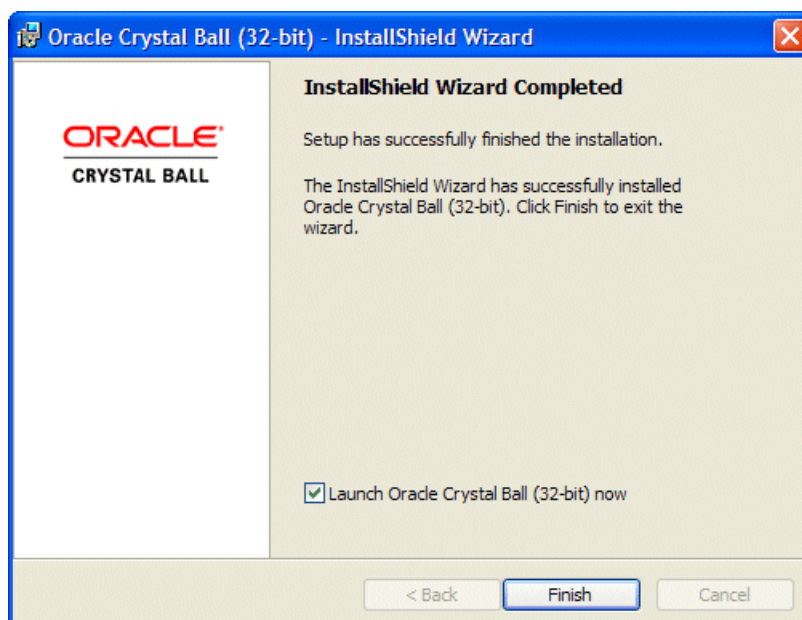 Oracle Crystal Ball (32-bit) - InstallShield Wizard
ORACLE
CRYSTAL BALL
InstallShield Wizard Completed
Setup has successfully finished the installation.
The InstallShield Wizard has successfully installed
Oracle Crystal Ball (32-bit). Click Finish to exit the
wizard.
Launch Oracle Crystal Ball (32-bit) now
< Back
Finish
Cancel